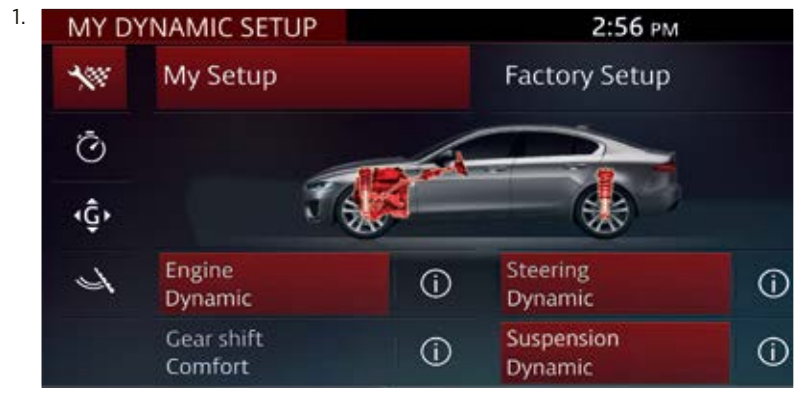 1.
MY DYNAMIC SETUP 2:56 PM
My Setup Factory Setup
G
Engine
Dynamic
Steering
Dynamic
Gear shift
Comfort
Suspension
Dynamic